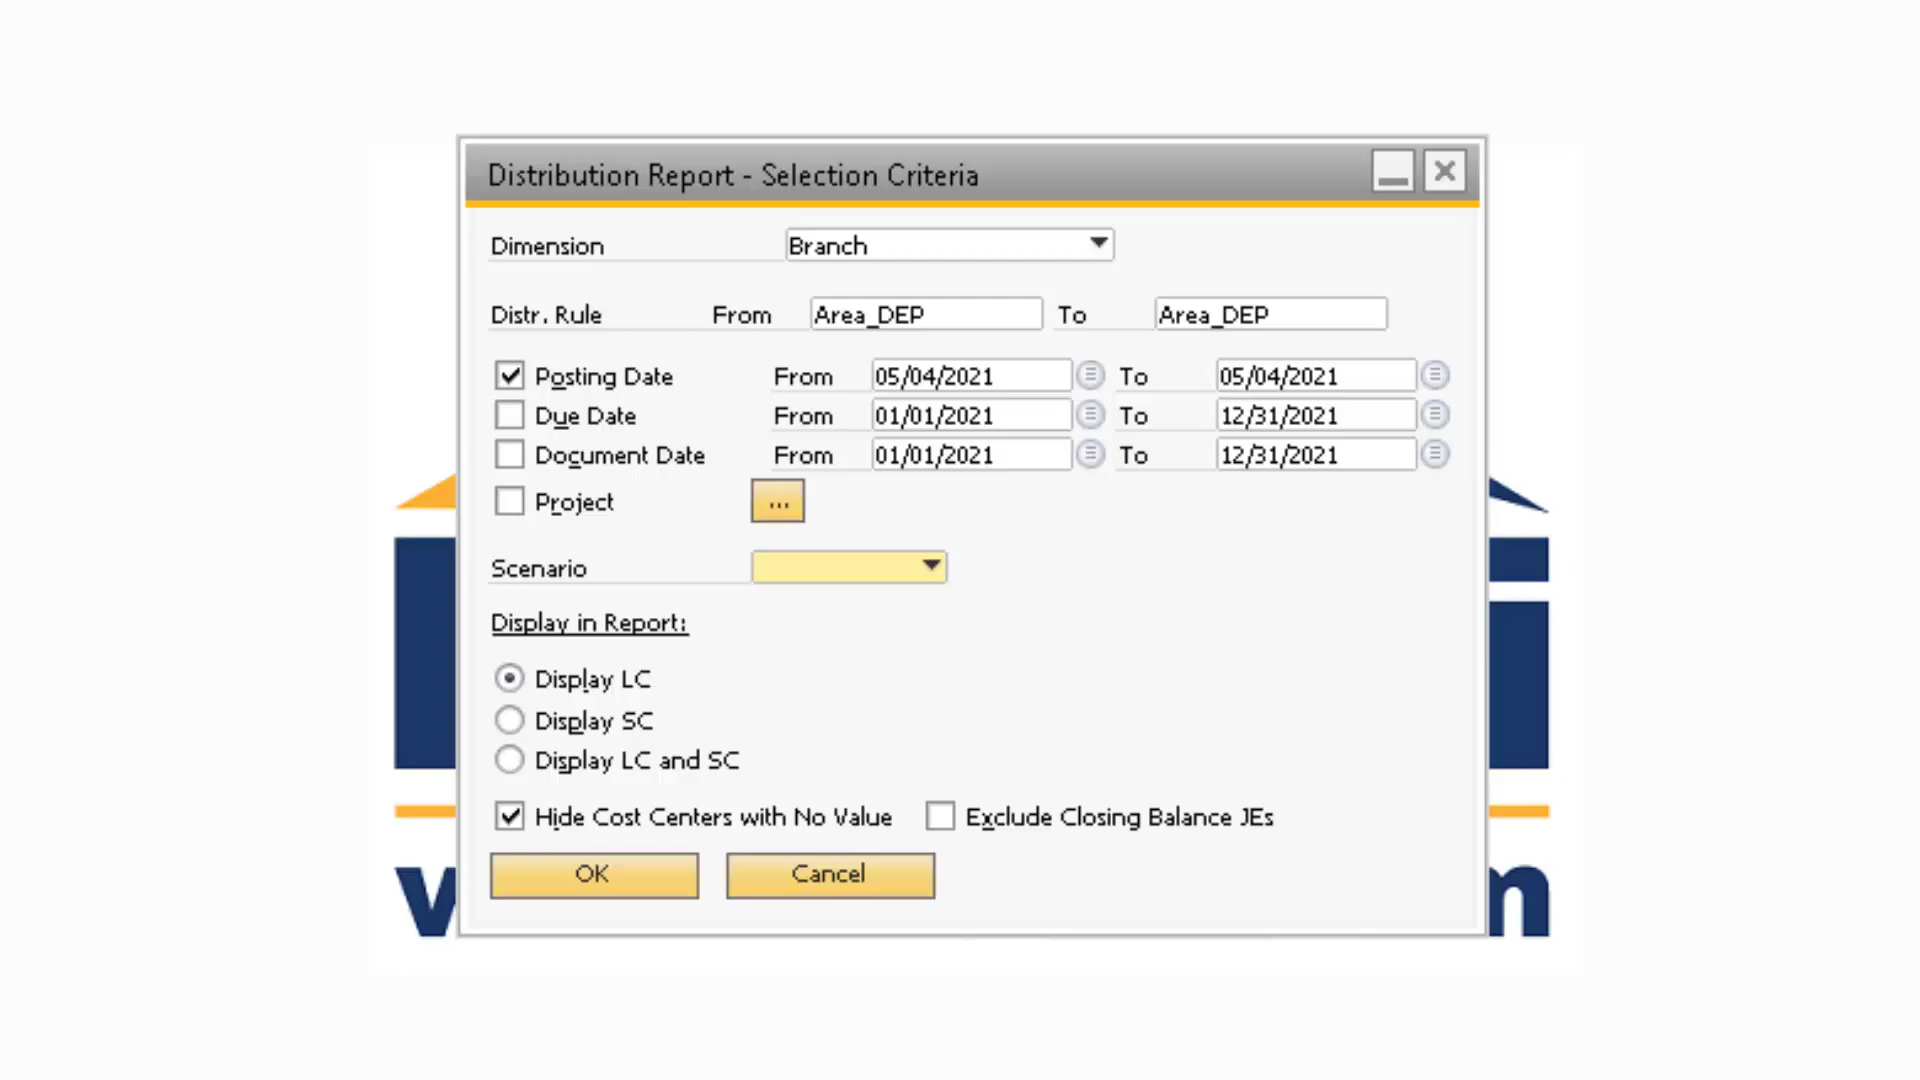 Distribution Report - Selection Criteria
Dimension Branch
Distr. Rule From Area_DEP To Area_DEP
Posting Date From 05/04/2021 To 05/04/2021
Due Date From 01/01/2021 To 12/31/2021
Document Date From 01/01/2021 To 12/31/2021
Project ...
Scenario
Display in Report:
Display LC
Display SC
Display LC and SC
Hide Cost Centers with No Value Exclude Closing Balance JEs
OK Cancel